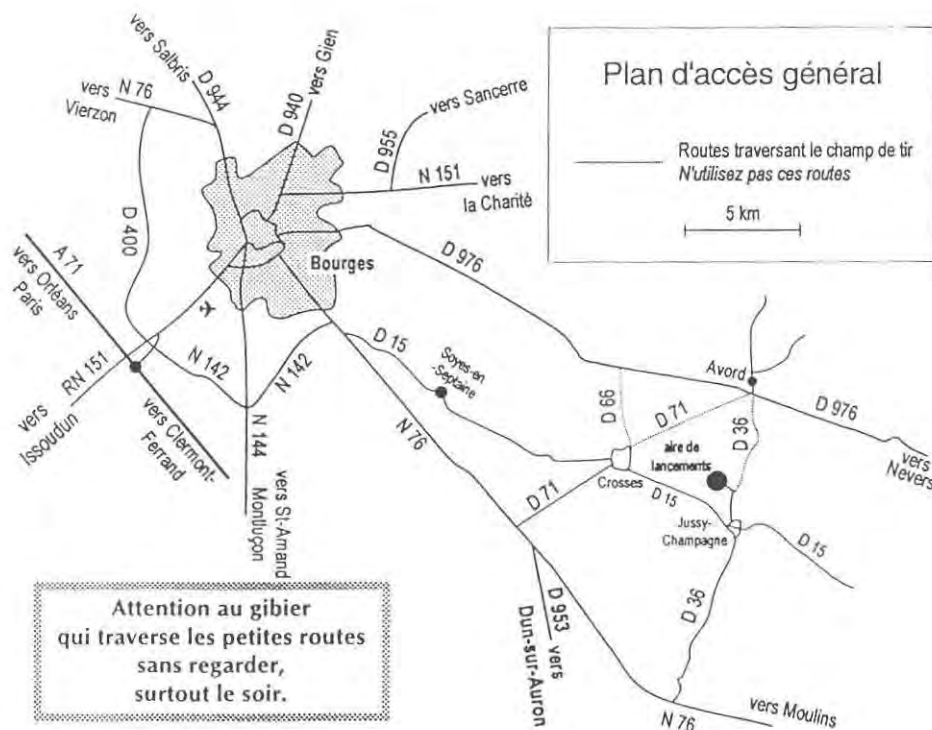 Plan d'accès général
Routes traversant le champ de tir
N'utilisez pas ces routes
5 km
vers Salbris
D 944
vers Gien
D 940
vers
Vierzon
N 76
vers Sancerre
D 955
N 151
vers
la Charité
D 400
A 71
vers Orléans
Paris
Bourges
D 976
RN 151
vers
Issoudun
N 142
N 142
vers Clermont-
Ferrand
N 144
Montluçon
vers St-Amand
D 15
Soyes-en
-Septaine
N 76
D 66
D 71
Avord
D 976
vers
Nevers
D 36
aire de
lancements
Crosses
D 71
D 15
Jussy-
Champagne
D 15
D 36
D 953
vers
Dun-sur-Auron
N 76
vers Moulins
Attention au gibier
qui traverse les petites routes
sans regarder,
surtout le soir.